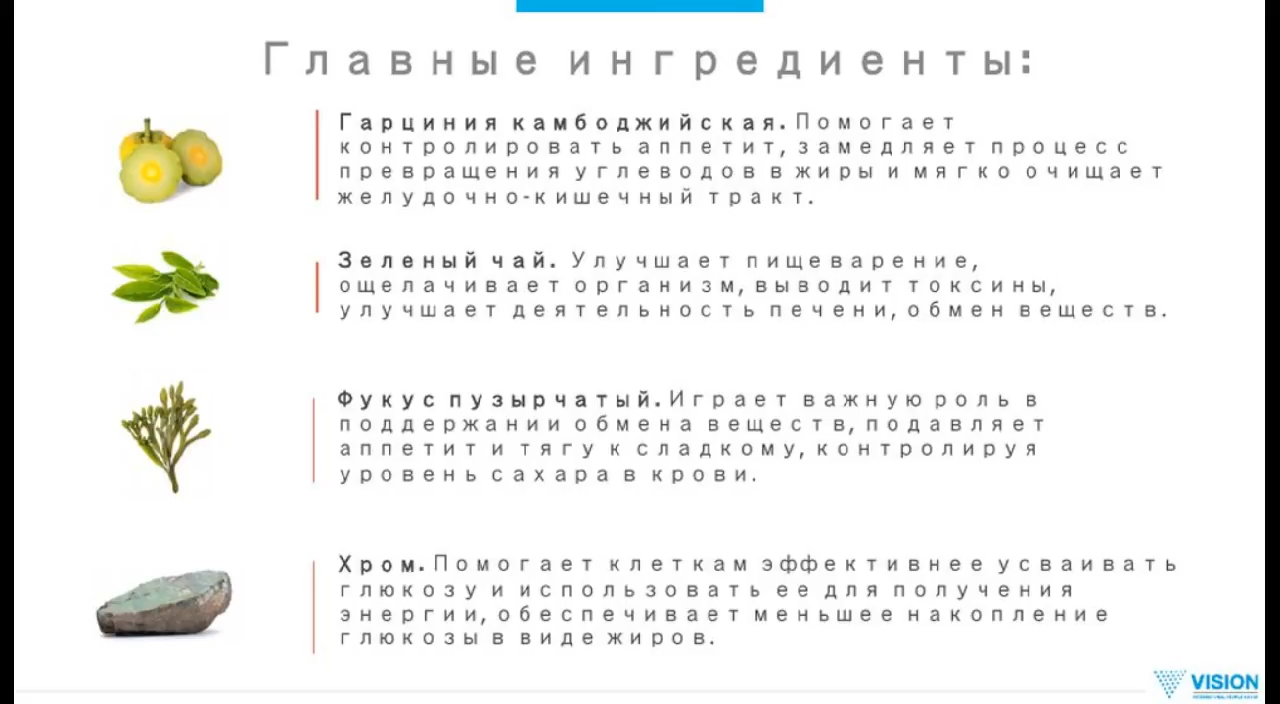 Главные ингредиенты:
Гарциния камбоджийская. Помогает
контролировать аппетит, замедляет процесс
превращения углеводов в жиры и мягко очищает
желудочно-кишечный тракт.
Зеленый чай. Улучшает пищеварение,
ощелачивает организм, выводит токсины,
улучшает деятельность печени, обмен веществ.
Фукус пузырчатый. Играет важную роль в
поддержании обмена веществ, подавляет
аппетит и тягу к сладкому, контролируя
уровень сахара в крови.
Хром. Помогает клеткам эффективнее усваивать
глюкозу и использовать ее для получения
энергии, обеспечивает меньшее накопление
глюкозы в виде жиров.
VISION